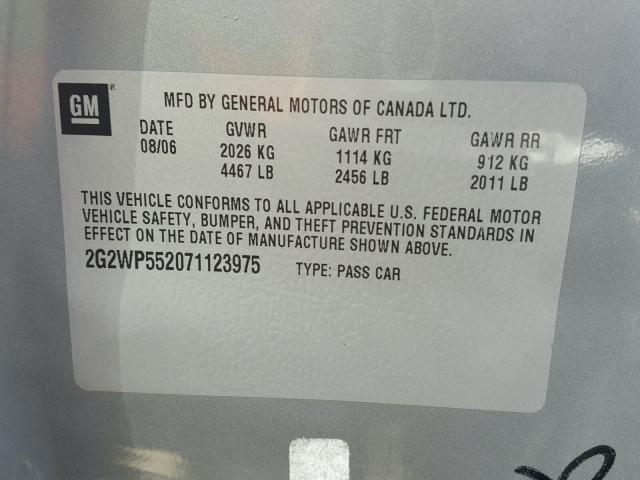 GM
MFD BY GENERAL MOTORS OF CANADA LTD.
DATE GVWR GAWR FRT GAWR RR
08/06 2026 KG 1114 KG 912 KG
4467 LB 2456 LB 2011 LB
THIS VEHICLE CONFORMS TO ALL APPLICABLE U.S. FEDERAL MOTOR
VEHICLE SAFETY, BUMPER, AND THEFT PREVENTION STANDARDS IN
EFFECT ON THE DATE OF MANUFACTURE SHOWN ABOVE.
2G2WP552071123975 TYPE: PASS CAR